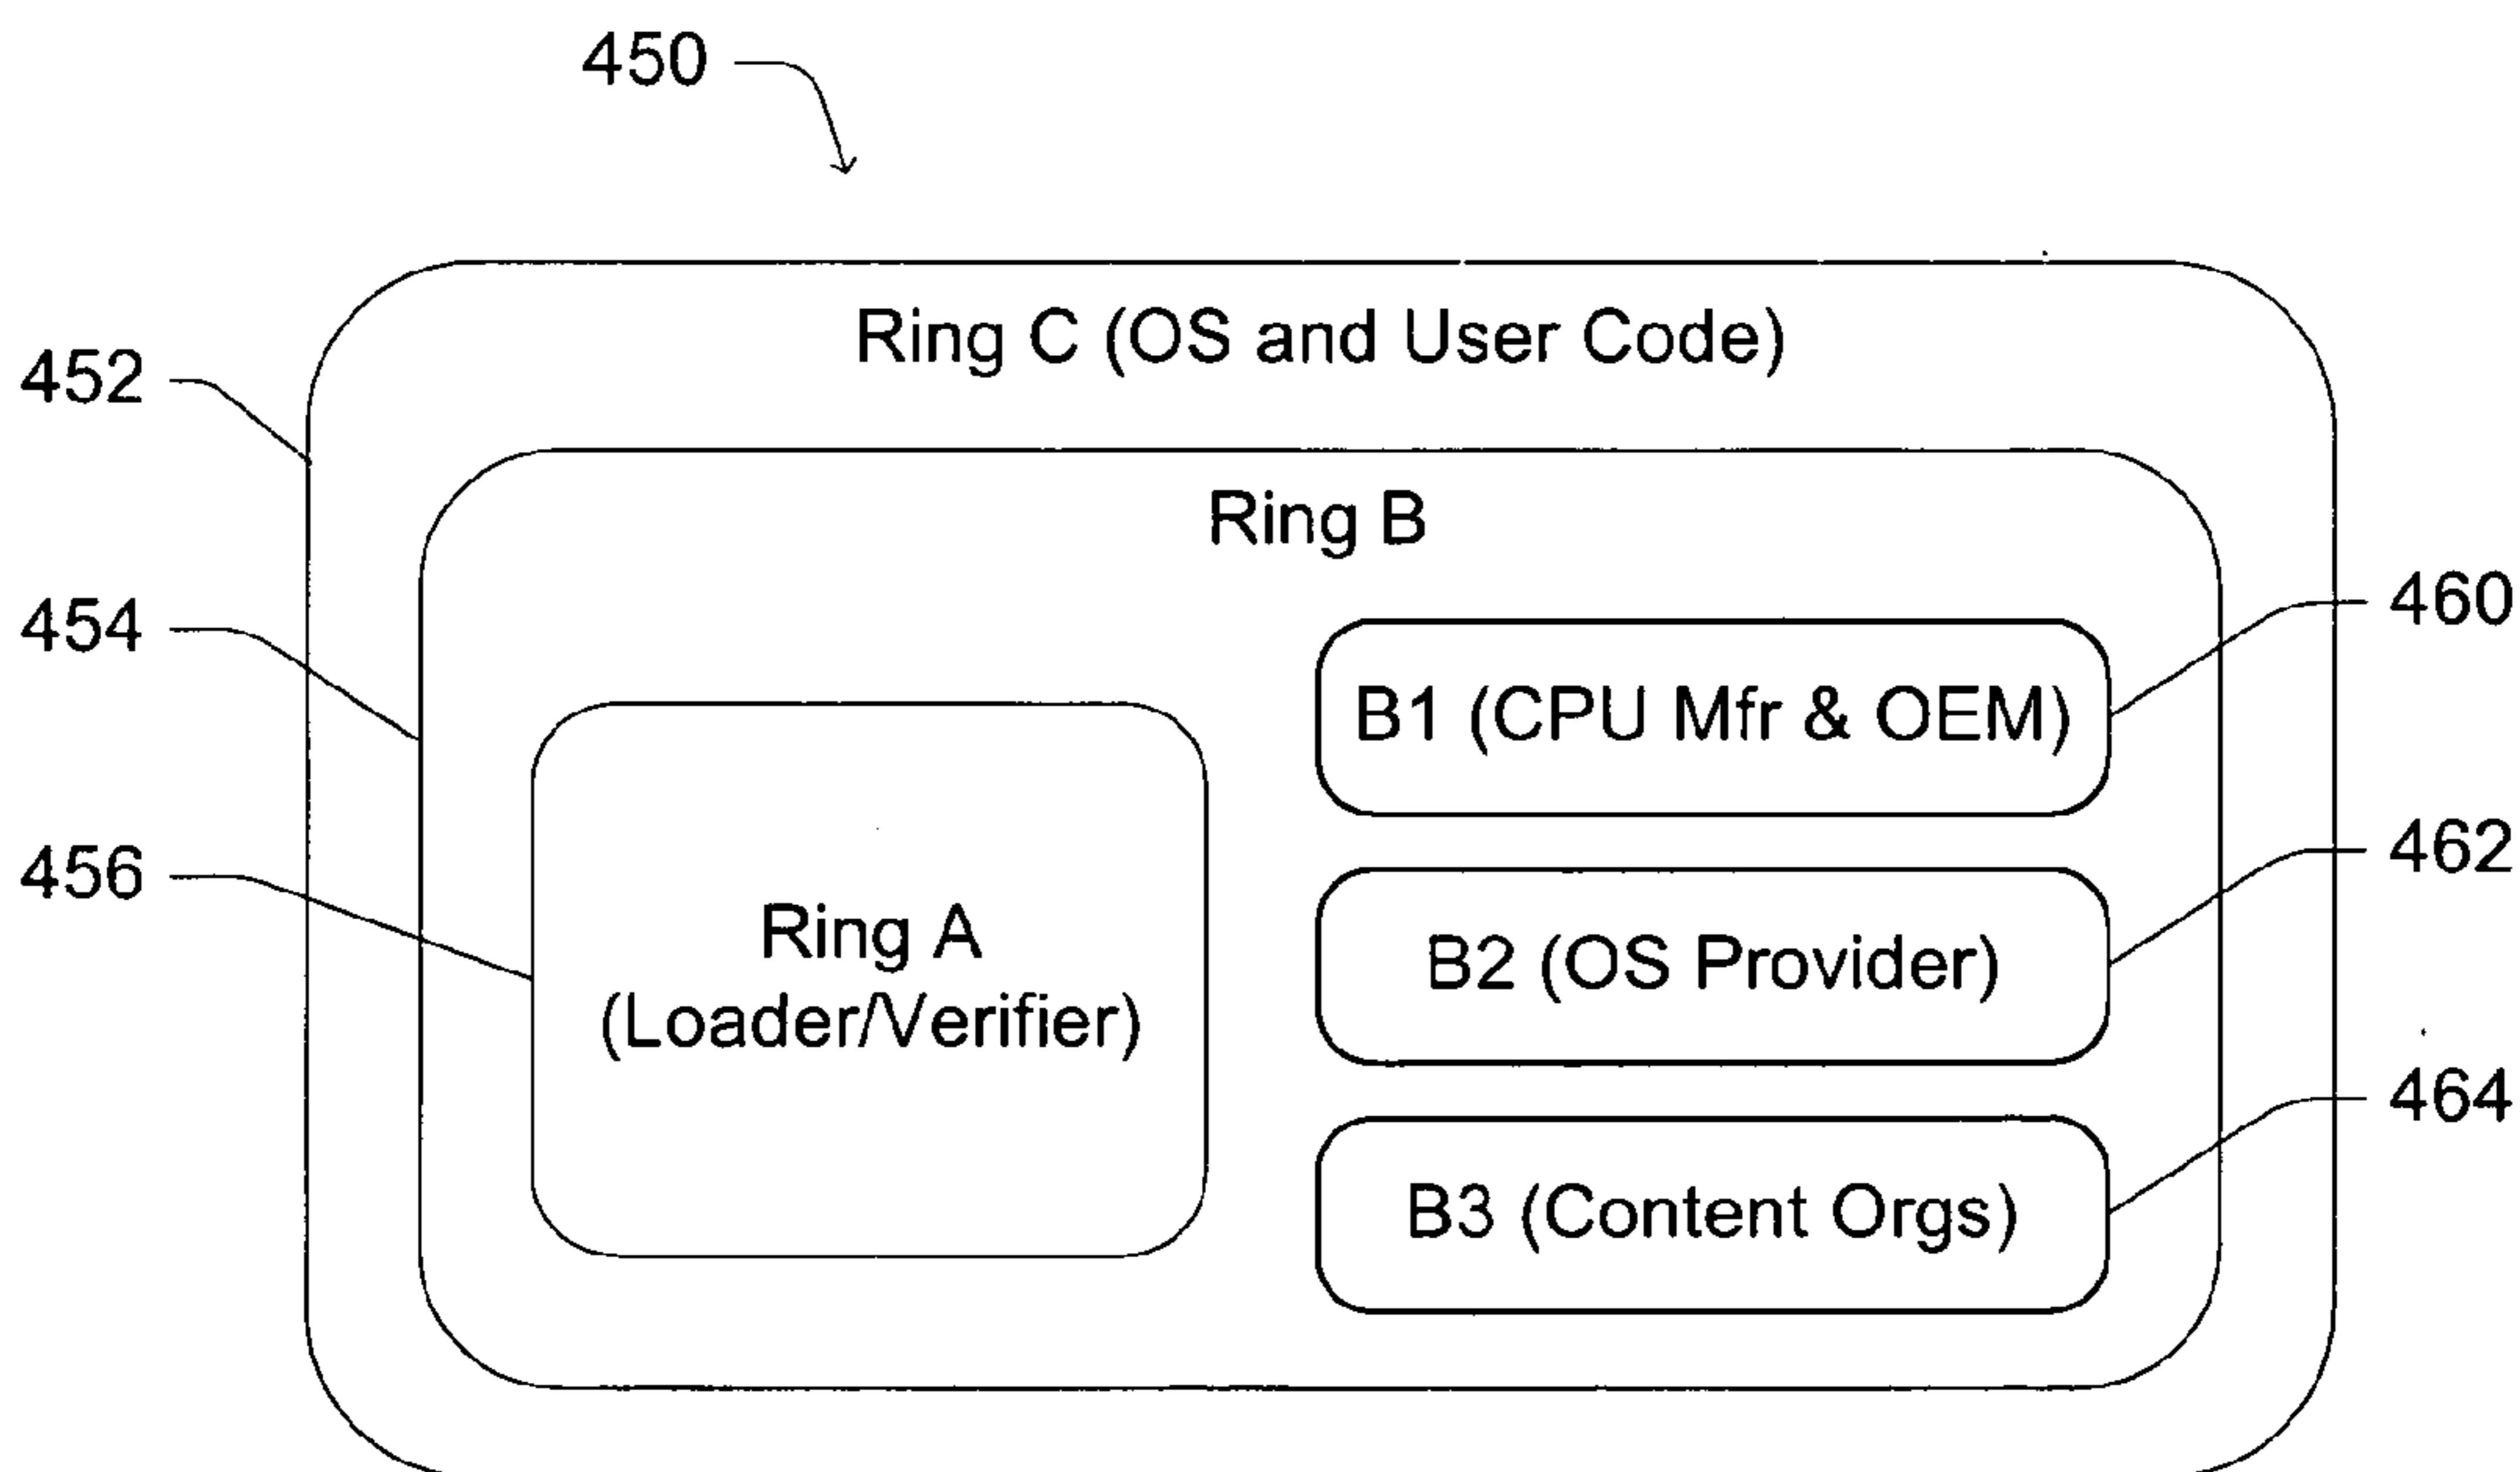 450
Ring C (OS and User Code)
452
Ring B
454
460
B1 (CPU Mfr & OEM)
456
462
Ring A
(Loader/Verifier)
B2 (OS Provider)
464
B3 (Content Orgs)